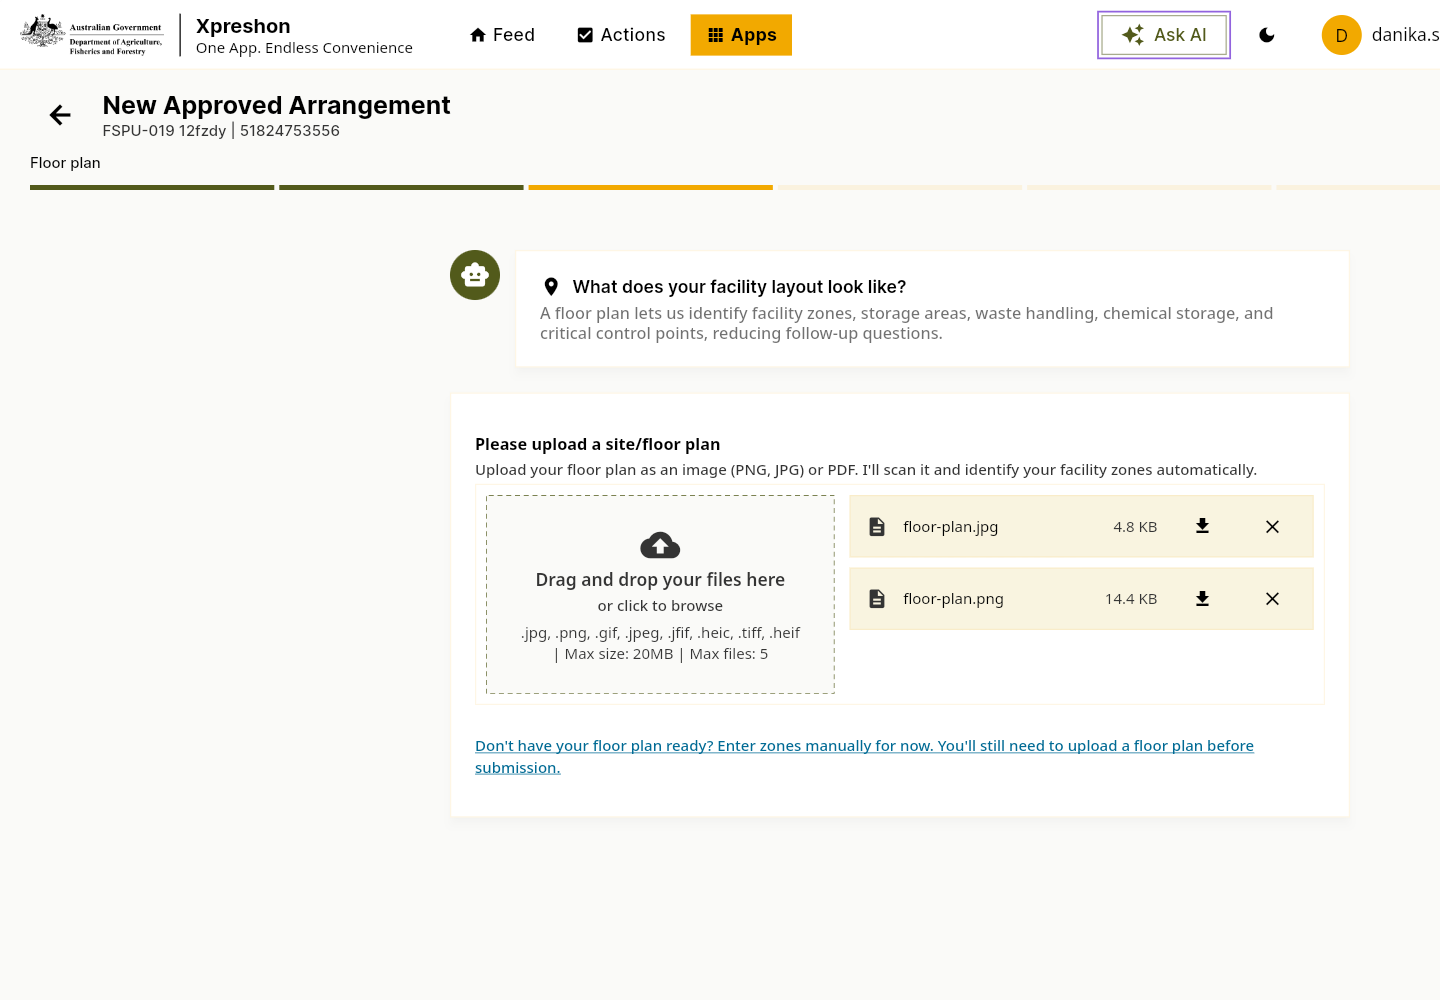 Australian Government
Department of Agriculture,
Fisheries and Forestry
Xpreshon
One App. Endless Convenience
Feed
Actions
Apps
Ask AI
D
danika.s
New Approved Arrangement
FSPU-019 12fzdy | 51824753556
Floor plan
What does your facility layout look like?
A floor plan lets us identify facility zones, storage areas, waste handling, chemical storage, and
critical control points, reducing follow-up questions.
Please upload a site/floor plan
Upload your floor plan as an image (PNG, JPG) or PDF. I'll scan it and identify your facility zones automatically.
Drag and drop your files here
or click to browse
.jpg, .png, .gif, .jpeg, .jfif, .heic, .tiff, .heif
| Max size: 20MB | Max files: 5
floor-plan.jpg
4.8 KB
floor-plan.png
14.4 KB
Don't have your floor plan ready? Enter zones manually for now. You'll still need to upload a floor plan before
submission.